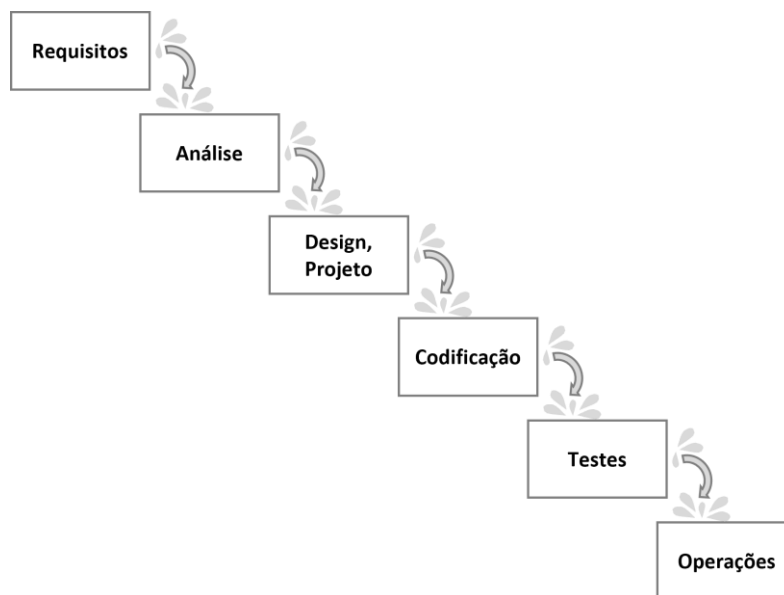 Requisitos
Análise
Design,
Projeto
Codificação
Testes
Operações